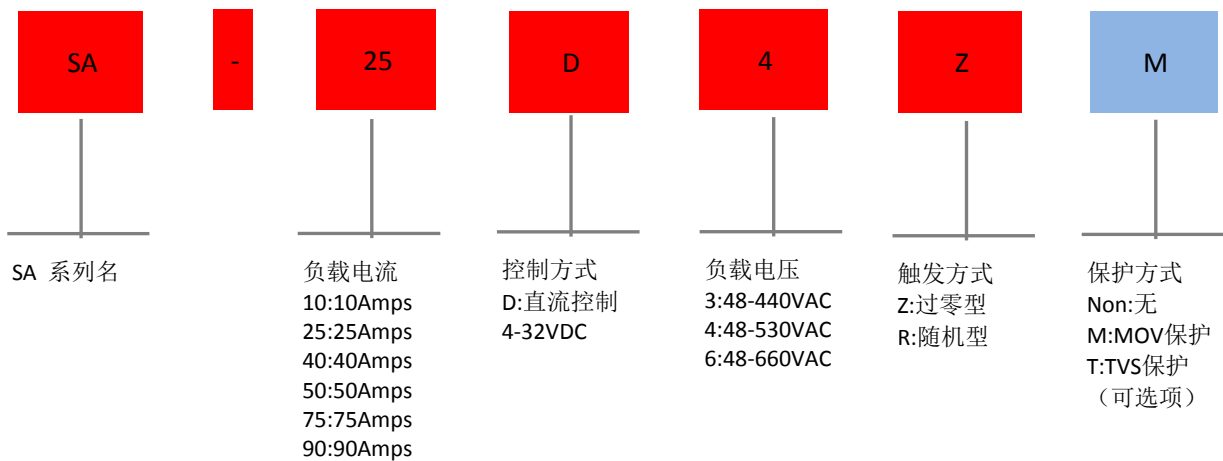 SA - 25 D 4 Z M
SA 系列名
负载电流
10:10Amps
25:25Amps
40:40Amps
50:50Amps
75:75Amps
90:90Amps
控制方式
D:直流控制
4-32VDC
负载电压
3:48-440VAC
4:48-530VAC
6:48-660VAC
触发方式
Z:过零型
R:随机型
保护方式
Non:无
M:MOV保护
T:TVS保护
（可选项）